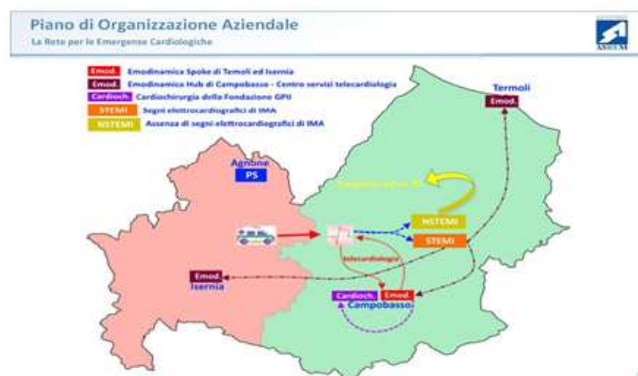 Piano di Organizzazione Aziendale
La Rete per le Emergenze Cardiologiche
ASReM
Emod. Emodinamica Spoke di Temoli ed Isernia
Emod. Emodinamica Hub di Campobasso - Centro servizi telecardiologia
Cardioch. Cardiochirurgia della Fondazione GPII
STEMI Segni elettrocardiografici di IMA
NSTEMI Assenza di segni elettrocardiografici di IMA
Termoli
Emod.
Agnone
PS
NSTEMI
STEMI
telecardiologia
Emod.
Isernia
Cardioch. Emod.
Campobasso